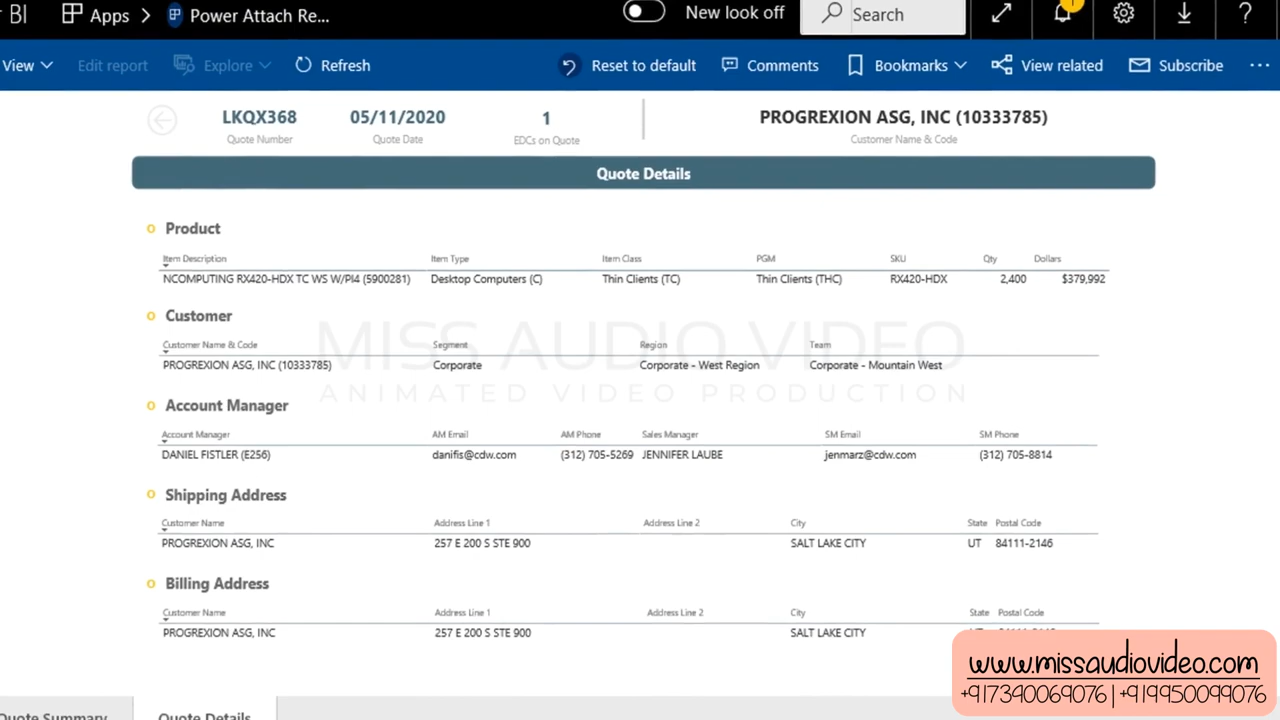 BI Apps > Power Attach Re... New look off Search
1
View Edit report Explore Refresh Reset to default Comments Bookmarks View related Subscribe ...
LKQX368 05/11/2020 1 PROGREXION ASG, INC (10333785)
Quote Number Quote Date EDCs on Quote Customer Name & Code
Quote Details
Product
Item Description Item Type Item Class PGM SKU Qty Dollars
NCOMPUTING RX420-HDX TC WS W/PI4 (5900281) Desktop Computers (C) Thin Clients (TC) Thin Clients (THC) RX420-HDX 2,400 $379,992
Customer
MISS AUDIO VIDEO
Customer Name & Code Segment Region Team
PROGREXION ASG, INC (10333785) Corporate Corporate - West Region Corporate - Mountain West
ANIMATED VIDEO PRODUCTION
Account Manager
Account Manager AM Email AM Phone Sales Manager SM Email SM Phone
DANIEL FISTLER (E256) danifis@cdw.com (312) 705-5269 JENNIFER LAUBE jenmarz@cdw.com (312) 705-8814
Shipping Address
Customer Name Address Line 1 Address Line 2 City State Postal Code
PROGREXION ASG, INC 257 E 200 S STE 900 SALT LAKE CITY UT 84111-2146
Billing Address
Customer Name Address Line 1 Address Line 2 City State Postal Code
PROGREXION ASG, INC 257 E 200 S STE 900 SALT LAKE CITY
www.missaudiovideo.com
+917340069076 | +919950099076
Quote Summary Quote Details